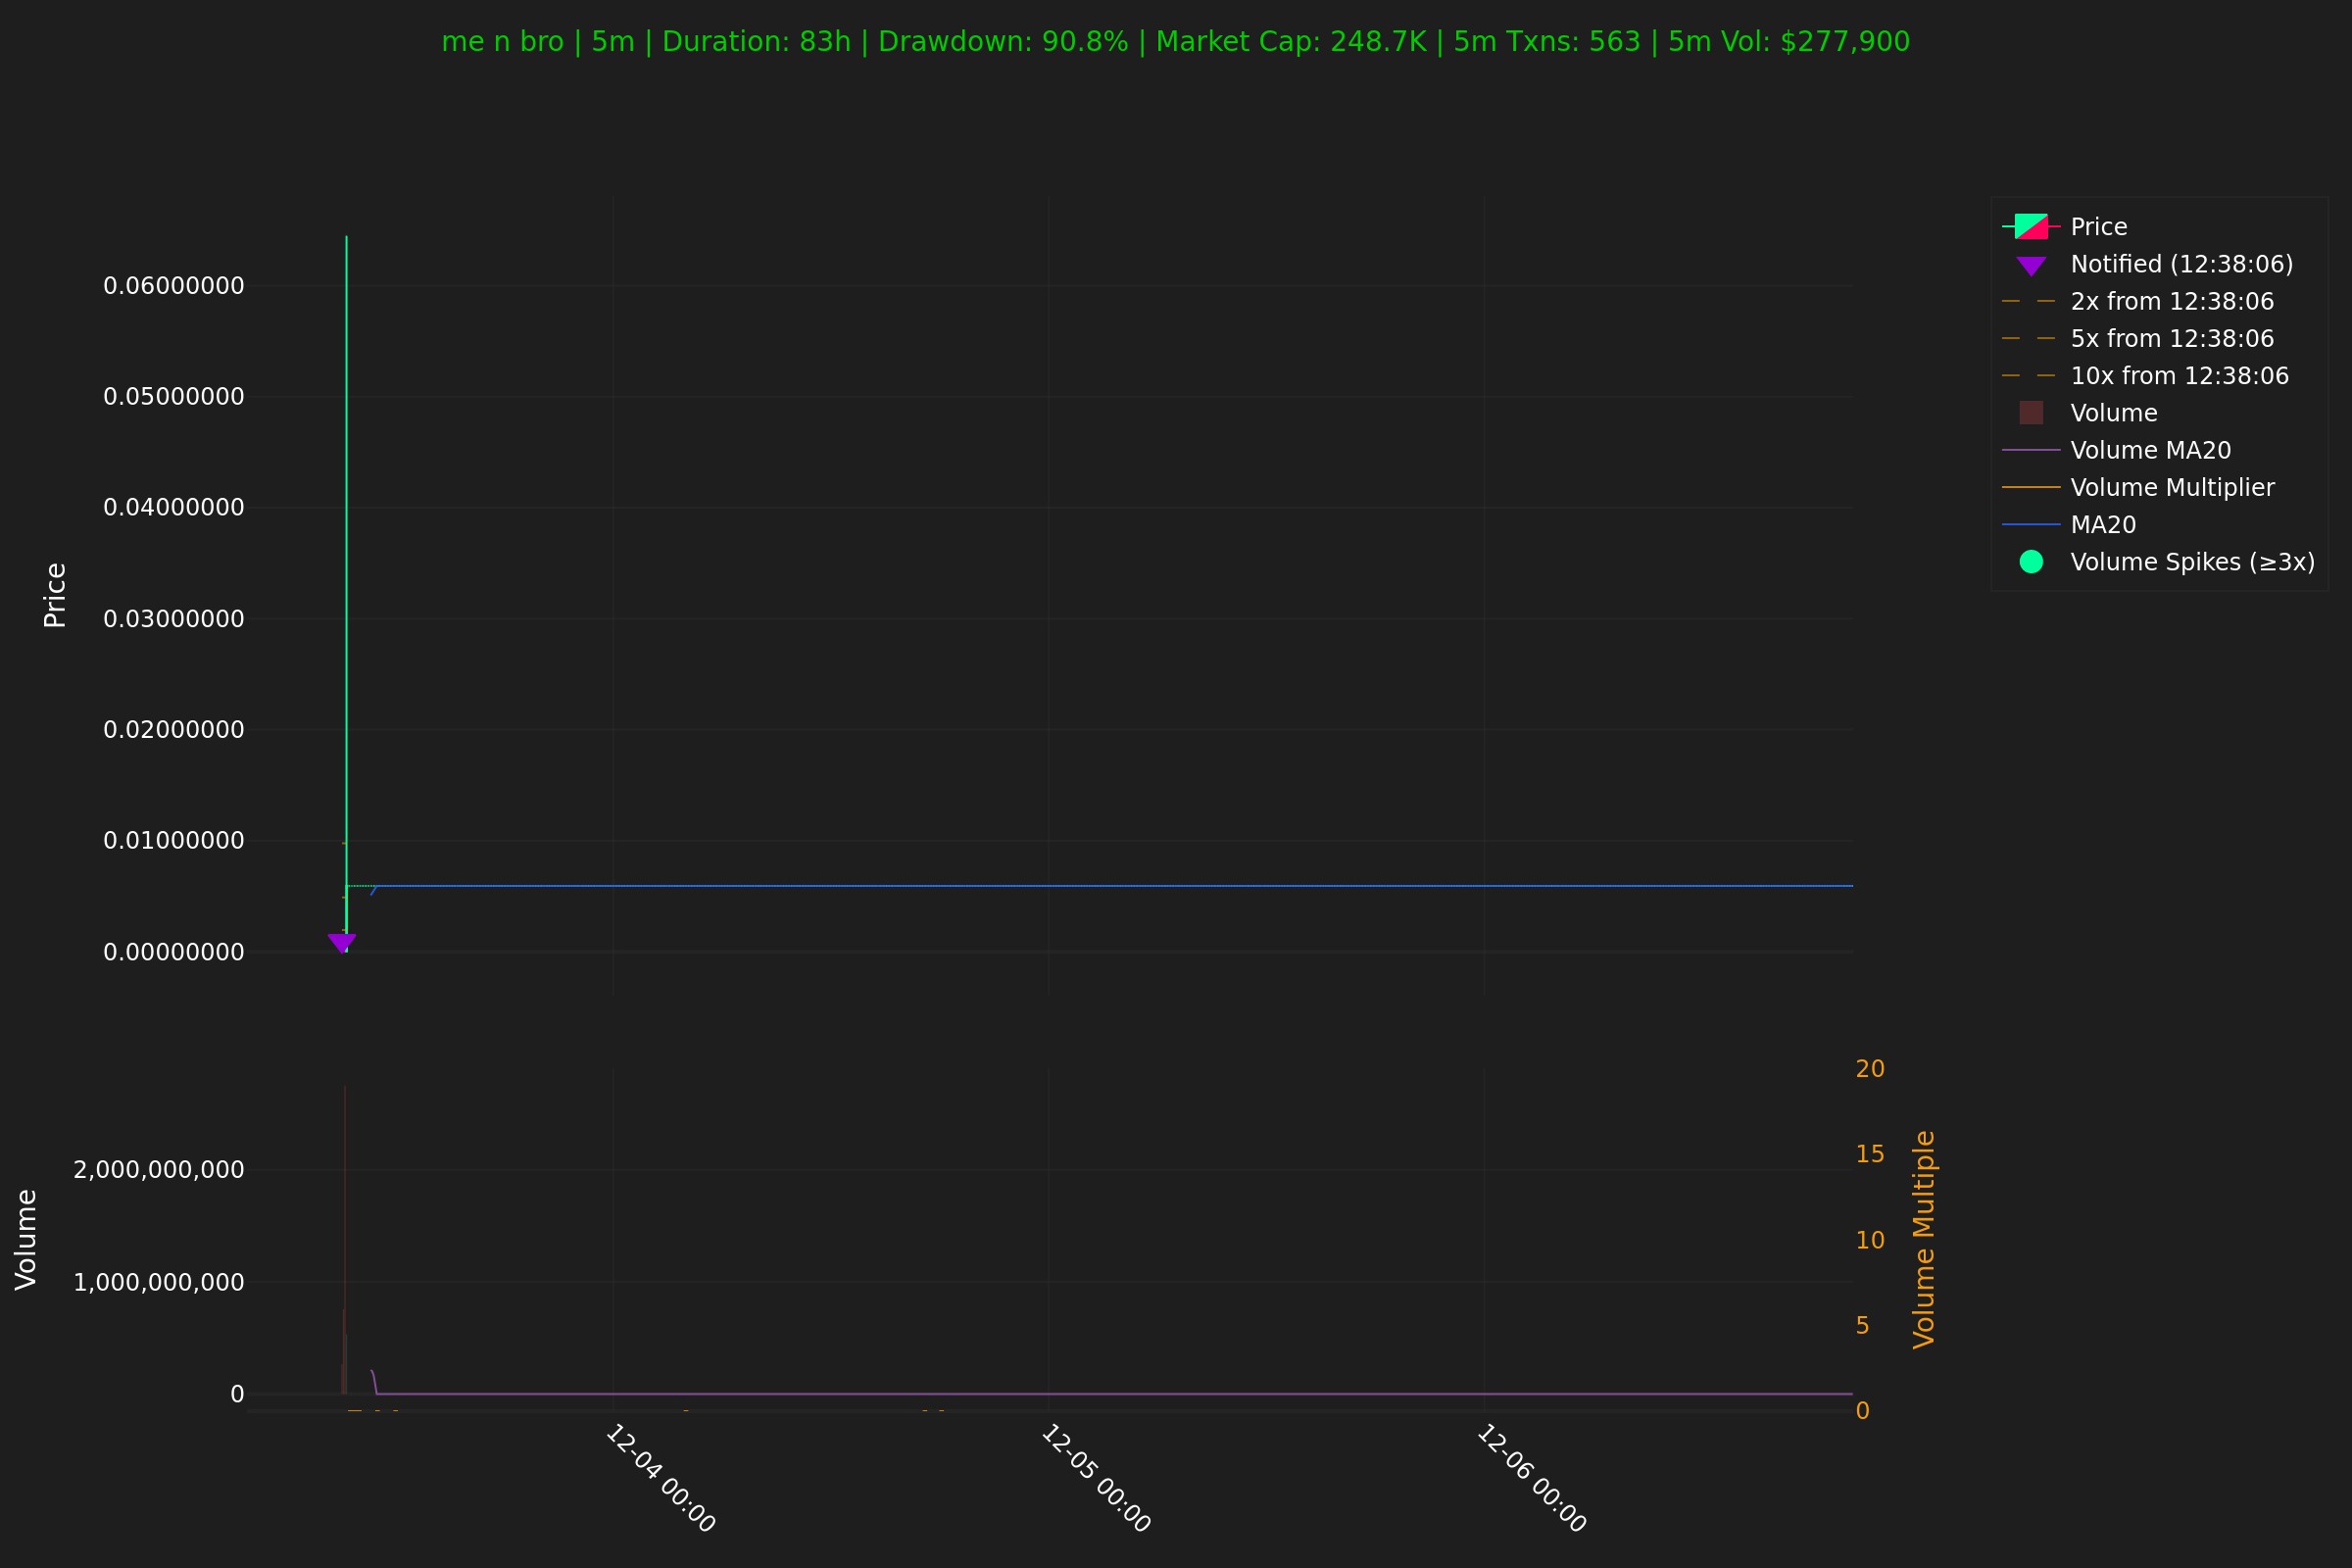 me n bro | 5m | Duration: 83h | Drawdown: 90.8% | Market Cap: 248.7K | 5m Txns: 563 | 5m Vol: $277,900
Price
0.06000000
0.05000000
0.04000000
0.03000000
0.02000000
0.01000000
0.00000000
Price
Notified (12:38:06)
2x from 12:38:06
5x from 12:38:06
10x from 12:38:06
Volume
Volume MA20
Volume Multiplier
MA20
Volume Spikes (≥3x)
Volume
2,000,000,000
1,000,000,000
0
20
15
10
5
0
Volume Multiple
12-04 00:00
12-05 00:00
12-06 00:00